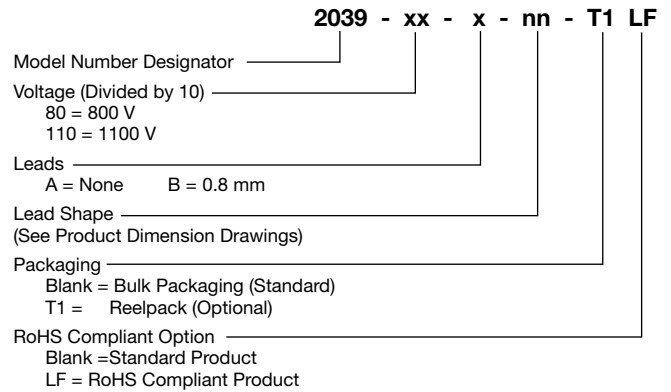 2039 - xx - x - nn - T1 LF
Model Number Designator
Voltage (Divided by 10)
80 = 800 V
110 = 1100 V
Leads
A = None B = 0.8 mm
Lead Shape
(See Product Dimension Drawings)
Packaging
Blank = Bulk Packaging (Standard)
T1 = Reelpack (Optional)
RoHS Compliant Option
Blank =Standard Product
LF = RoHS Compliant Product